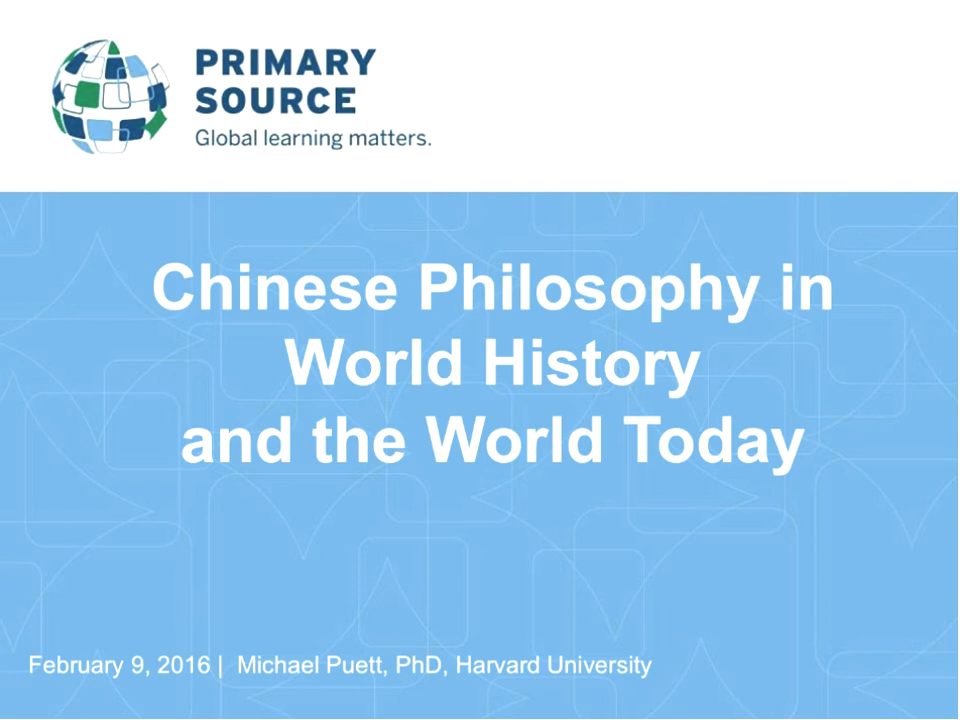 PRIMARY
SOURCE
Global learning matters.
Chinese Philosophy in
World History
and the World Today
February 9, 2016 | Michael Puett, PhD, Harvard University